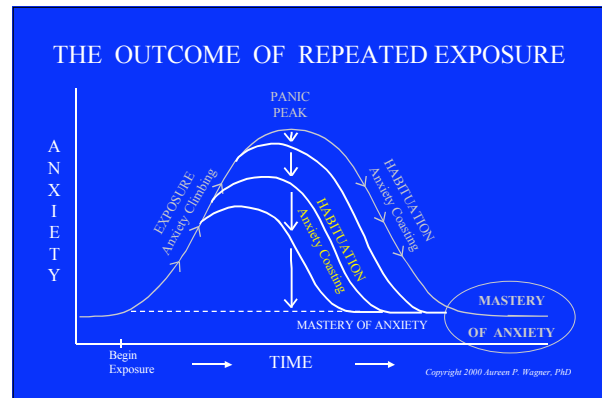 THE OUTCOME OF REPEATED EXPOSURE
PANIC
PEAK
ANXIETY
EXPOSURE
Anxiety Climbing
HABITUATION
Anxiety Coasting
HABITUATION
Anxiety Coasting
MASTERY OF ANXIETY
MASTERY
OF ANXIETY
Begin
Exposure
TIME
Copyright 2000 Aureen P. Wagner, PhD